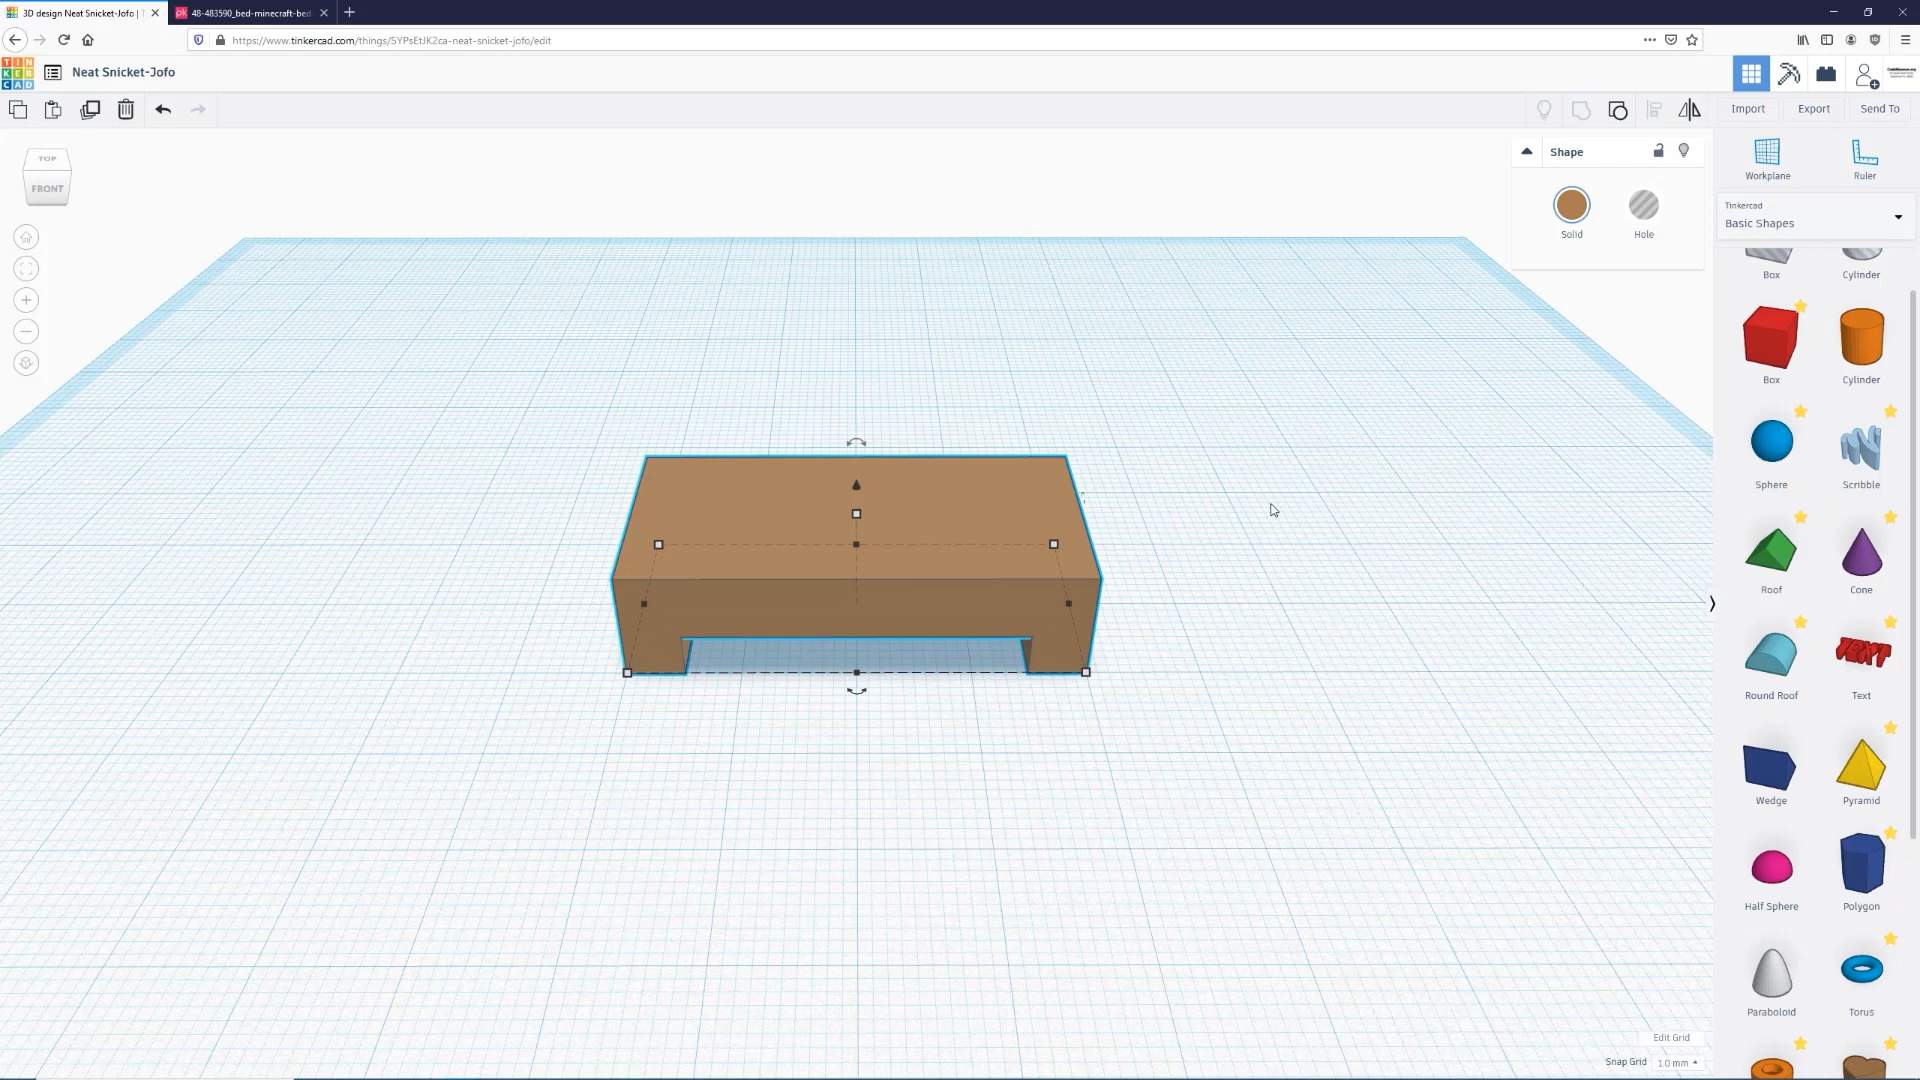 3D design Neat Snicket-Jofo | T
48-483590_bed-minecraft-bed-
https://www.tinkercad.com/things/5YPsEtJK2ca-neat-snicket-jofo/edit
TIN
KER
CAD
Neat Snicket-Jofo
Import
Export
Send To
TOP
FRONT
Shape
Solid
Hole
Workplane
Ruler
Tinkercad
Basic Shapes
Box
Cylinder
Box
Cylinder
Sphere
Scribble
Roof
Cone
TEXT
Round Roof
Text
Wedge
Pyramid
Half Sphere
Polygon
Paraboloid
Torus
Edit Grid
Snap Grid
1.0 mm